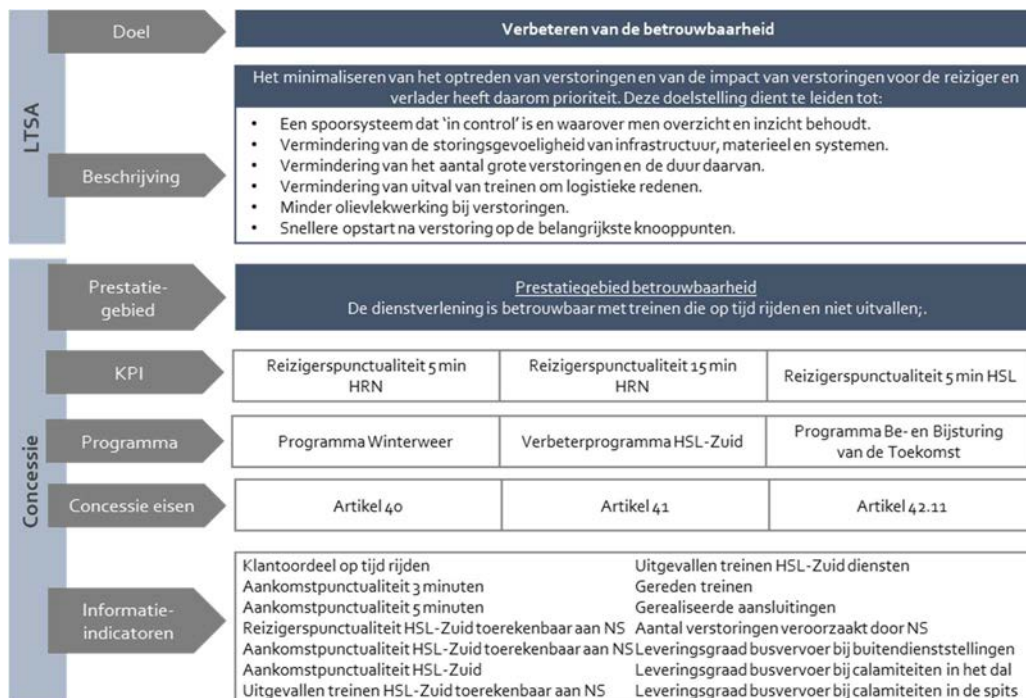 LTSA
Doel
Verbeteren van de betrouwbaarheid
Beschrijving
Het minimaliseren van het optreden van verstoringen en van de impact van verstoringen voor de reiziger en
verlader heeft daarom prioriteit. Deze doelstelling dient te leiden tot:
• Een spoorsysteem dat 'in control' is en waarover men overzicht en inzicht behoudt.
• Vermindering van de storingsgevoeligheid van infrastructuur, materieel en systemen.
• Vermindering van het aantal grote verstoringen en de duur daarvan.
• Vermindering van uitval van treinen om logistieke redenen.
• Minder olievlekwerking bij verstoringen.
• Snellere opstart na verstoring op de belangrijkste knooppunten.
Concessie
Prestatie-
gebied
Prestatiegebied betrouwbaarheid
De dienstverlening is betrouwbaar met treinen die op tijd rijden en niet uitvallen;.
KPI
Reizigerspunctualiteit 5 min
HRN
Reizigerspunctualiteit 15 min
HRN
Reizigerspunctualiteit 5 min HSL
Programma
Programma Winterweer
Verbeterprogramma HSL-Zuid
Programma Be- en Bijsturing
van de Toekomst
Concessie eisen
Artikel 40
Artikel 41
Artikel 42.11
Informatie-
indicatoren
Klantoordeel op tijd rijden
Aankomstpunctualiteit 3 minuten
Aankomstpunctualiteit 5 minuten
Reizigerspunctualiteit HSL-Zuid toerekenbaar aan NS
Aankomstpunctualiteit HSL-Zuid toerekenbaar aan NS
Aankomstpunctualiteit HSL-Zuid
Uitgevallen treinen HSL-Zuid toerekenbaar aan NS
Uitgevallen treinen HSL-Zuid diensten
Gereden treinen
Gerealiseerde aansluitingen
Aantal verstoringen veroorzaakt door NS
Leveringsgraad busvervoer bij buitendienststellingen
Leveringsgraad busvervoer bij calamiteiten in het dal
Leveringsgraad busvervoer bij calamiteiten in de spits